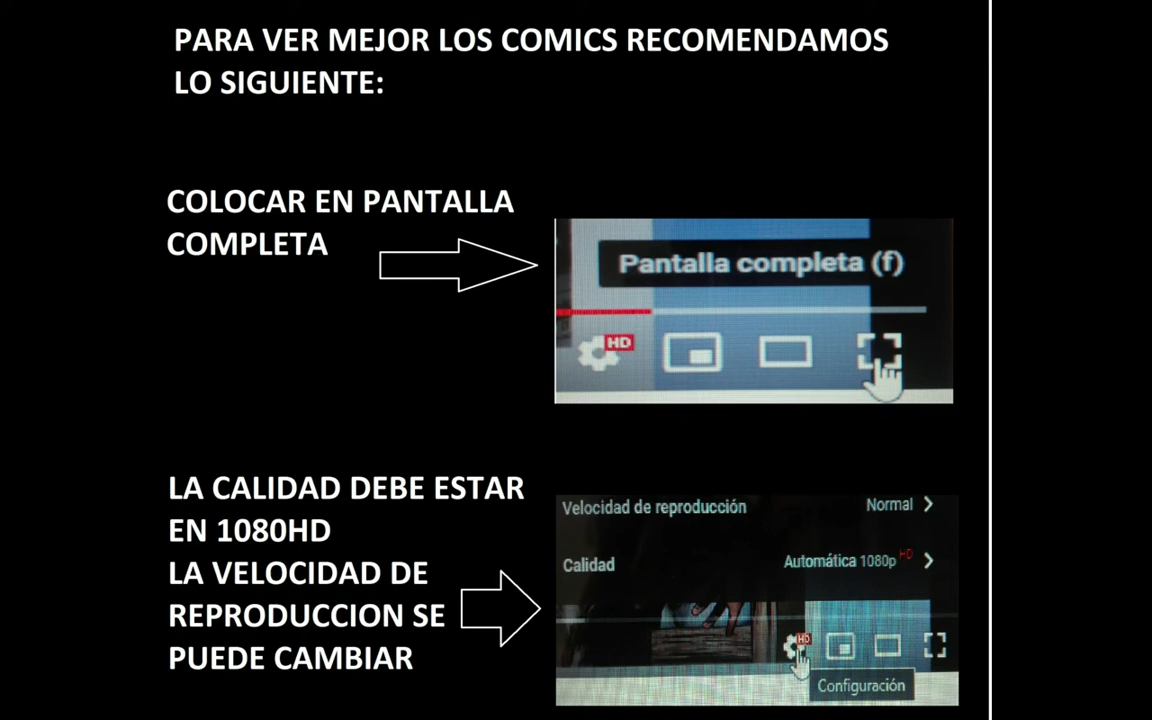 PARA VER MEJOR LOS COMICS RECOMENDAMOS
LO SIGUIENTE:
COLOCAR EN PANTALLA
COMPLETA
Pantalla completa (f)
HD
LA CALIDAD DEBE ESTAR
EN 1080HD
LA VELOCIDAD DE
REPRODUCCION SE
PUEDE CAMBIAR
Velocidad de reproducción Normal
Calidad Automática 1080p HD
HD
Configuración